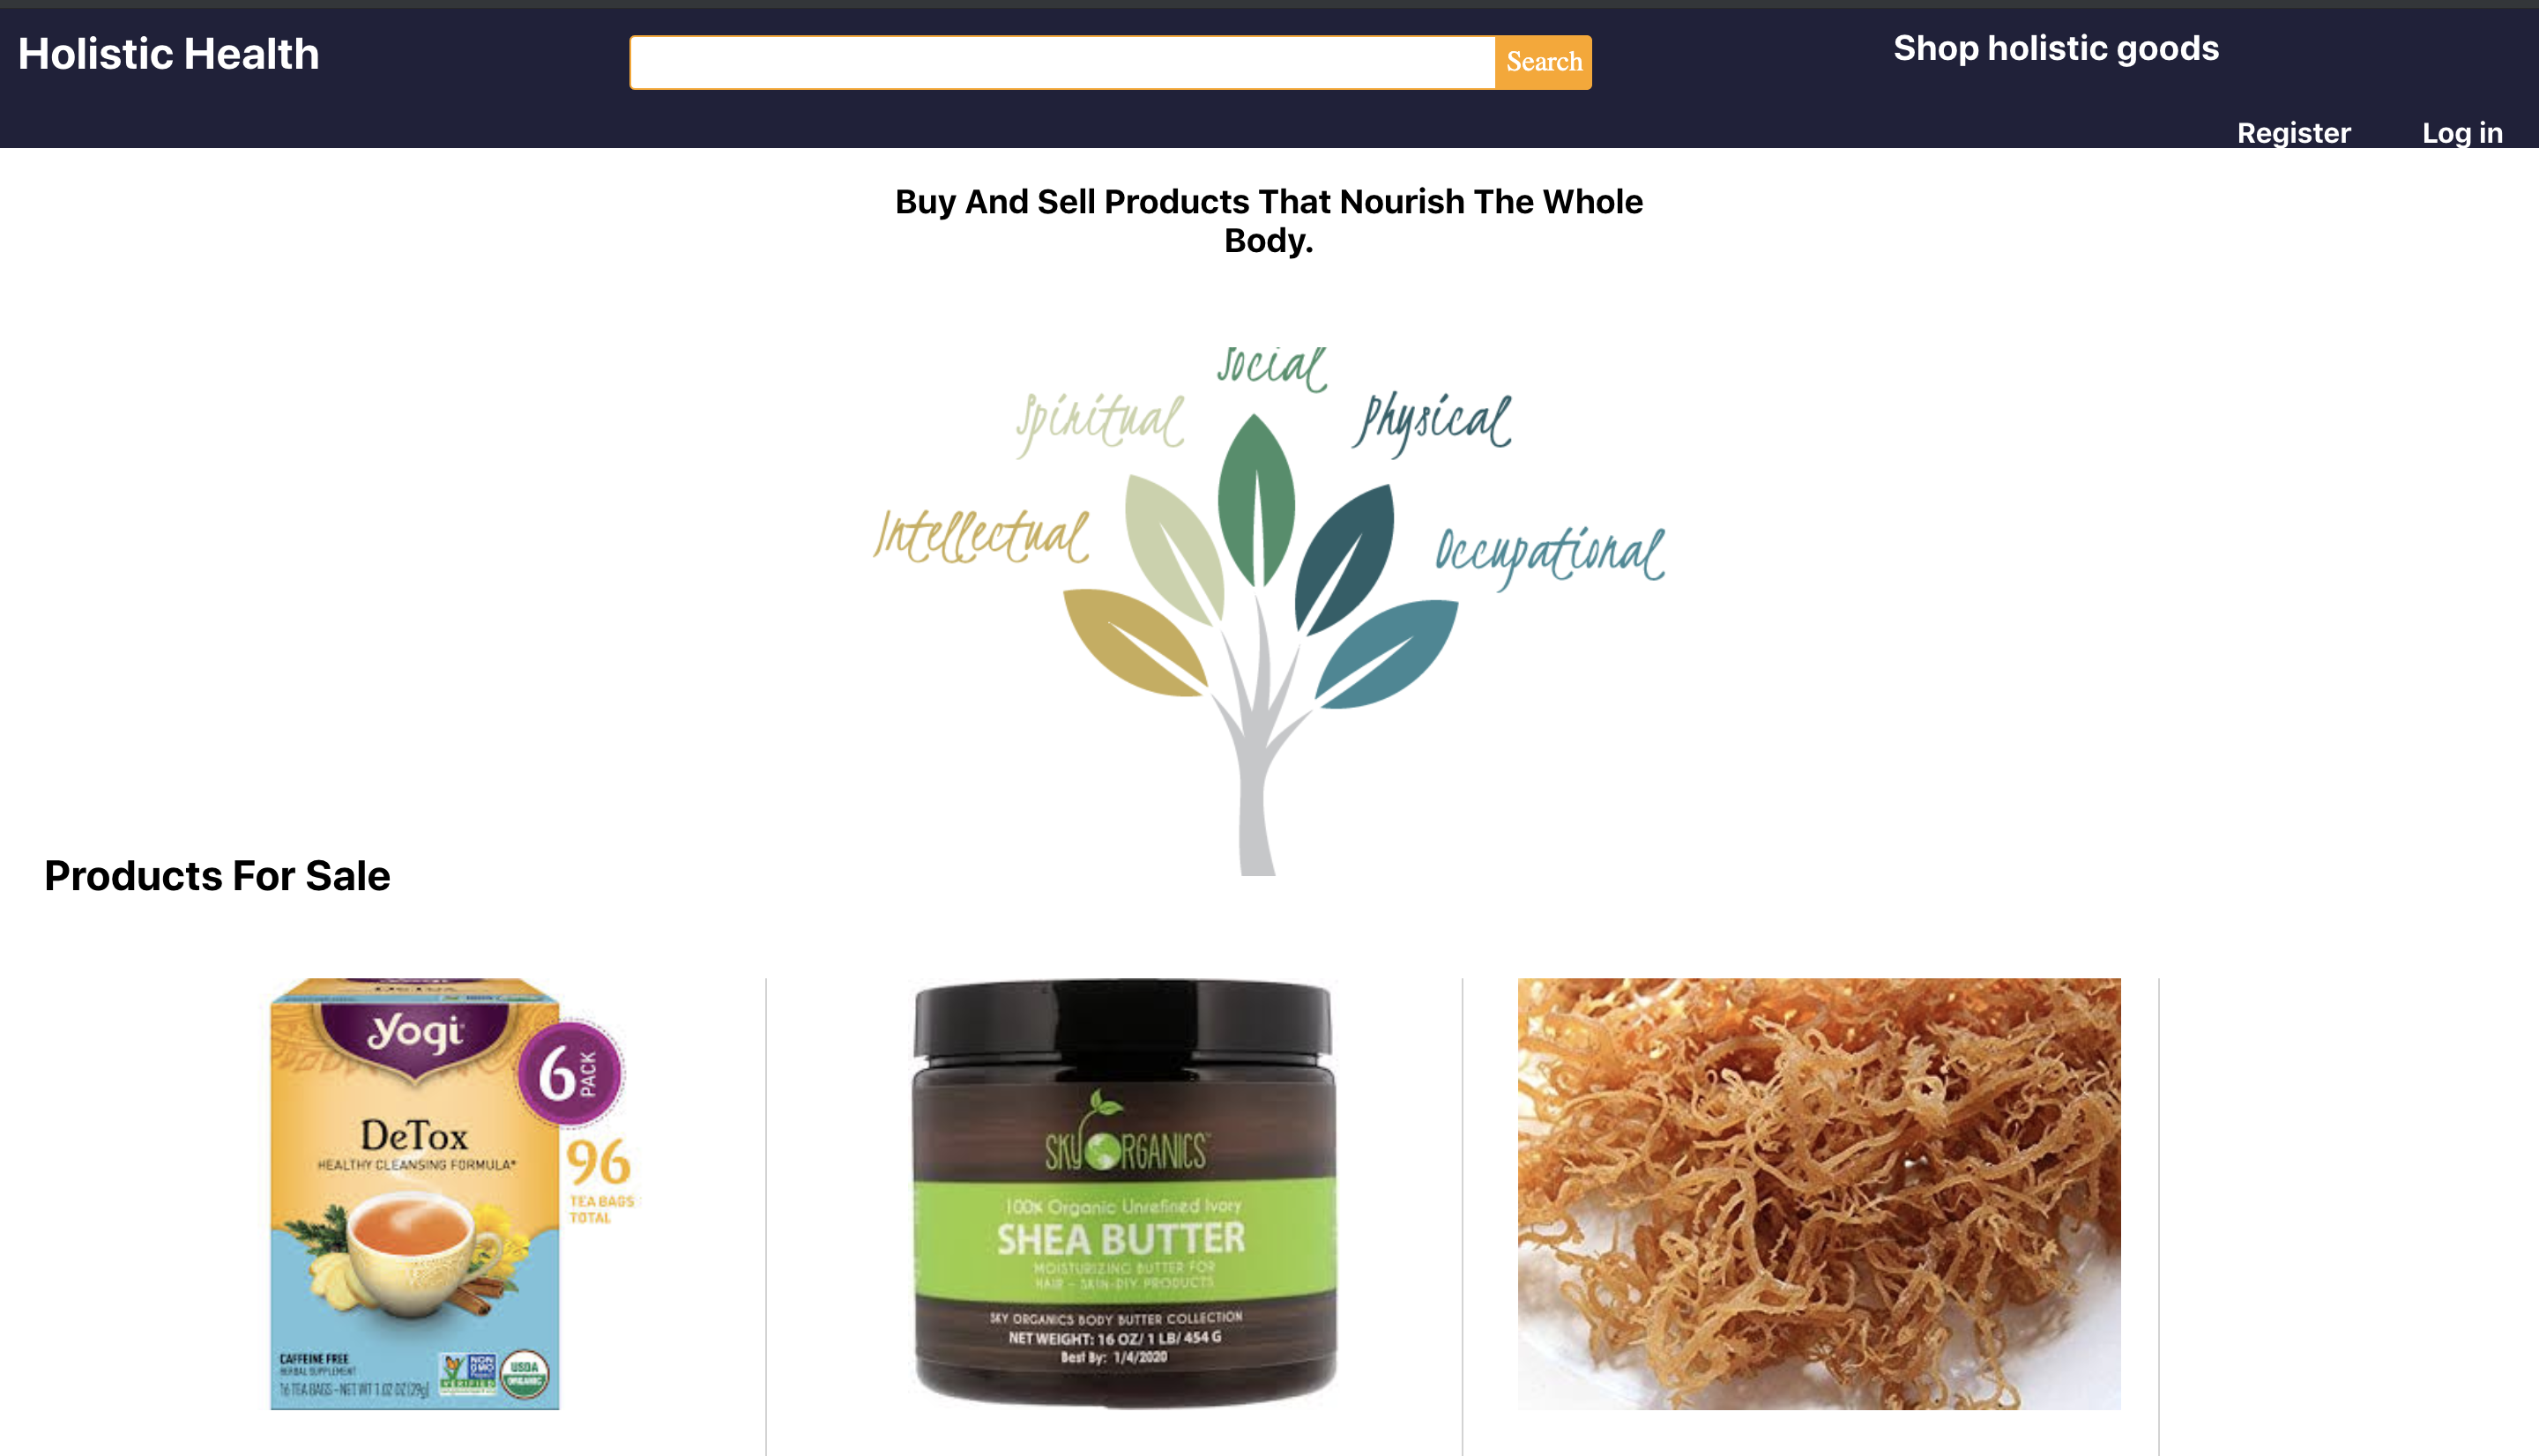 Holistic Health
Search
Shop holistic goods
Register
Log in
Buy And Sell Products That Nourish The Whole
Body.
Social
Spiritual
Physical
Intellectual
Occupational
Products For Sale
DeTox
yogi
6 PACK
DeTox
HEALTHY CLEANSING FORMULA*
96
TEA BAGS
TOTAL
CAFFEINE FREE
HERBAL SUPPLEMENT
16 TEA BAGS - NET WT 1.02 OZ (29g)
NON
GMO
VERIFIED
USDA
ORGANIC
SKY ORGANICS™
100% Organic Unrefined Ivory
SHEA BUTTER
MOISTURIZING BUTTER FOR
HAIR - SKIN-DIY PRODUCTS
SKY ORGANICS BODY BUTTER COLLECTION
NET WEIGHT: 16 OZ/ 1 LB/ 454 G
Best By: 1/4/2020